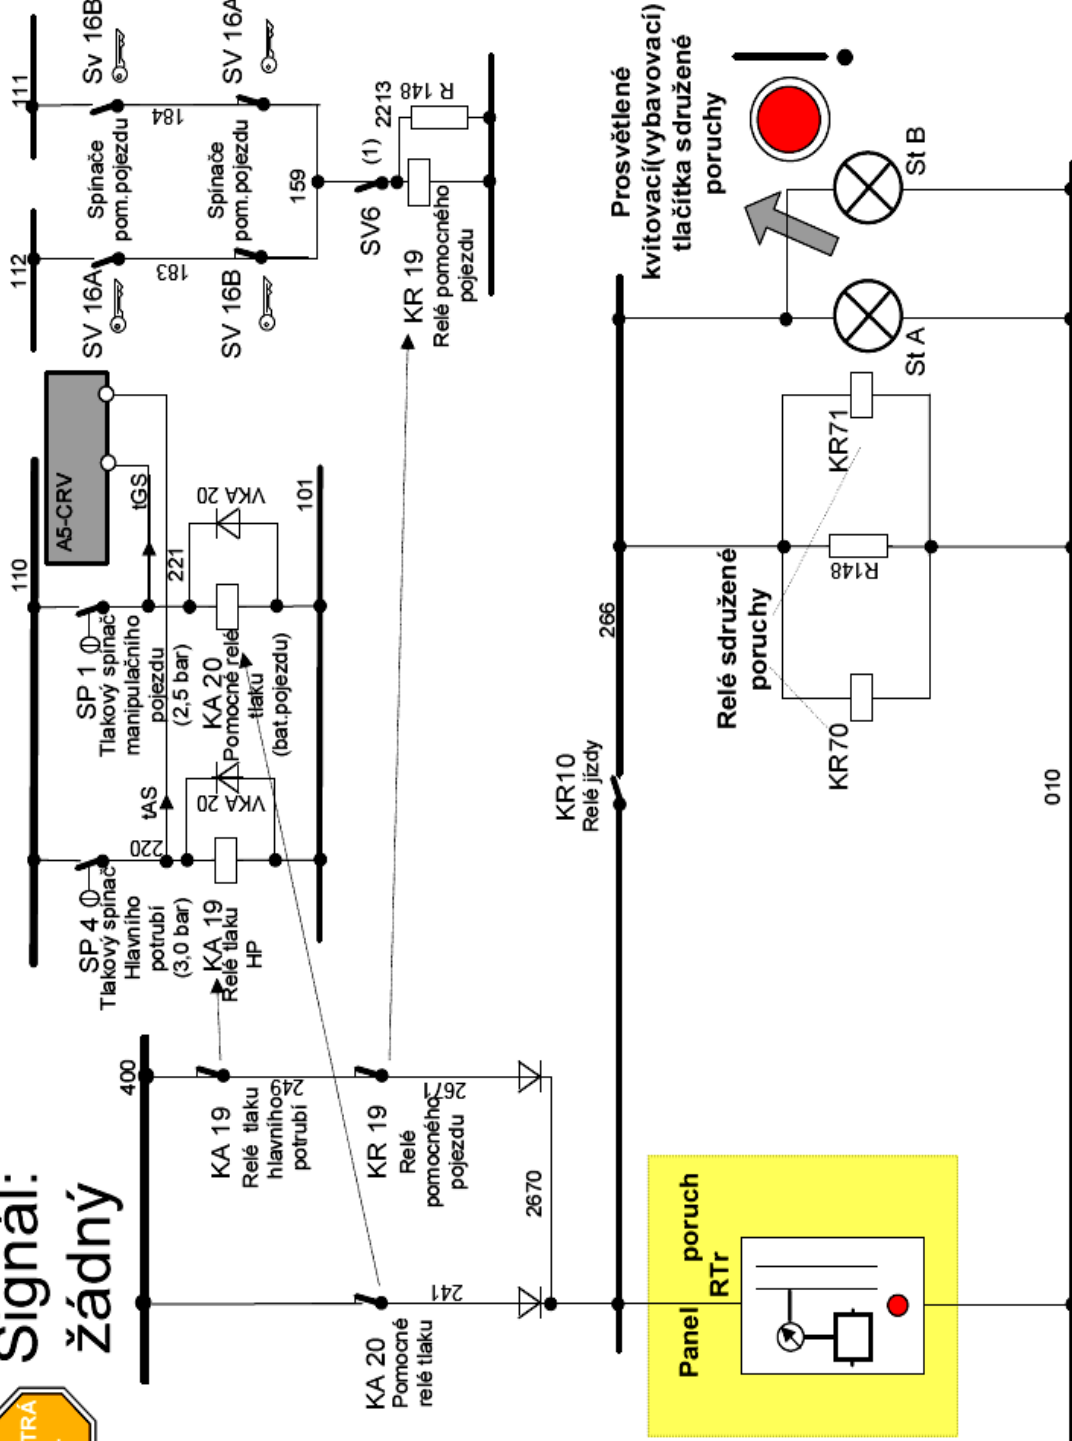 Signál:
žádný
TRÁ
400
KA 19
Relé tlaku
hlavního
potrubí
249
KR 19
Relé
pomocného
pojezdu
2671
2670
KA 20
Pomocné
relé tlaku
241
110
A5-CRV
SP 4
Tlakový spínač
Hlavního
potrubí
(3,0 bar)
KA 19
Relé tlaku
HP
220
tAS
VKA 20
SP 1
Tlakový spínač
manipulačního
pojezdu
(2,5 bar)
KA 20
Pomocné relé
tlaku
(bat.pojezdu)
221
tGS
VKA 20
101
112
111
SV 16A
Sv 16B
183
184
Spínače
pom.pojezdu
Spínače
pom.pojezdu
SV 16B
SV 16A
159
SV6
(1)
2213
R 148
KR 19
Relé pomocného
pojezdu
KR10
Relé jízdy
266
Prosvětlené
kvitovací(vybavovací)
tlačítka sdružené
poruchy
St A
St B
Relé sdružené
poruchy
KR70
R148
KR71
010
Panel poruch
RTr